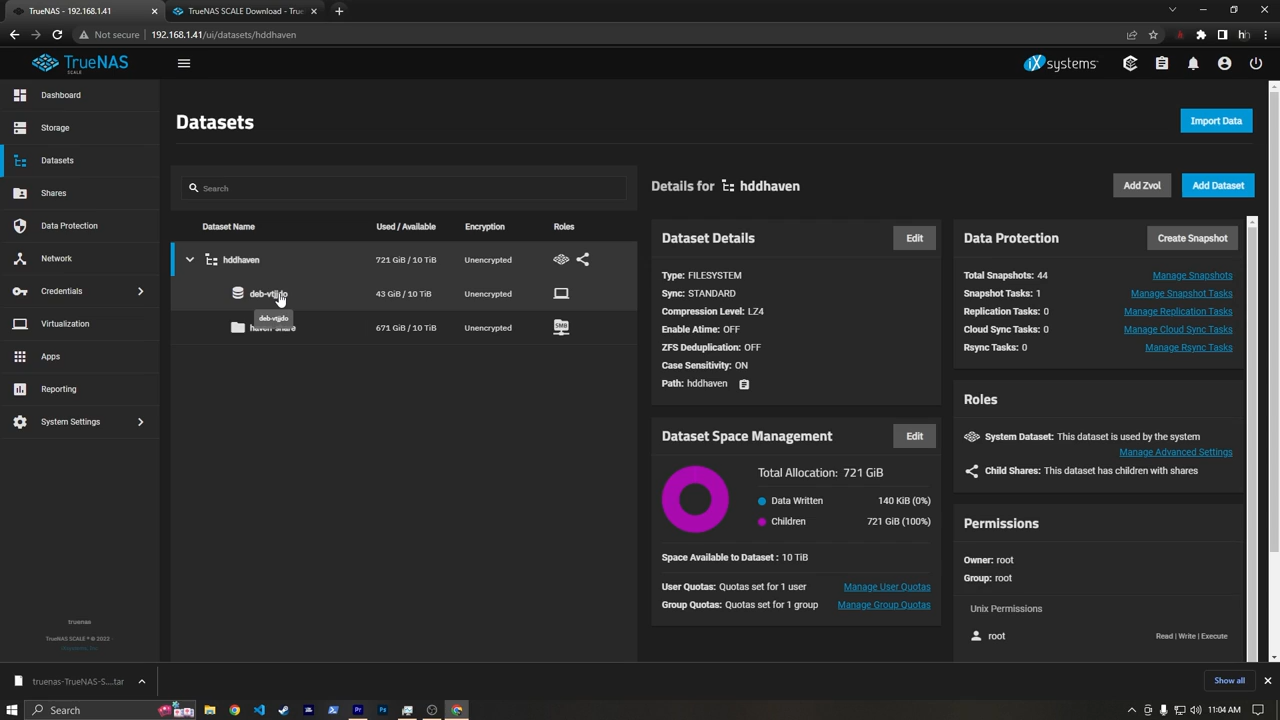 TrueNAS - 192.168.1.41
TrueNAS SCALE Download - True
Not secure
192.168.1.41/ui/datasets/hddhaven
TrueNAS
SCALE
iXsystems
Dashboard
Storage
Datasets
Shares
Data Protection
Network
Credentials
Virtualization
Apps
Reporting
System Settings
truenas
TrueNAS SCALE ® © 2022 -
Datasets
Import Data
Search
Dataset Name
Used / Available
Encryption
Roles
hddhaven
721 GiB / 10 TiB
Unencrypted
deb-vtjjdo
43 GiB / 10 TiB
Unencrypted
deb-vtjjdo
671 GiB / 10 TiB
Unencrypted
SMB
Details for hddhaven
Add Zvol
Add Dataset
Dataset Details
Edit
Type: FILESYSTEM
Sync: STANDARD
Compression Level: LZ4
Enable Atime: OFF
ZFS Deduplication: OFF
Case Sensitivity: ON
Path: hddhaven
Dataset Space Management
Edit
Total Allocation: 721 GiB
Data Written
140 KiB (0%)
Children
721 GiB (100%)
Space Available to Dataset : 10 TiB
User Quotas: Quotas set for 1 user
Manage User Quotas
Group Quotas: Quotas set for 1 group
Manage Group Quotas
Data Protection
Create Snapshot
Total Snapshots: 44
Manage Snapshots
Snapshot Tasks: 1
Manage Snapshot Tasks
Replication Tasks: 0
Manage Replication Tasks
Cloud Sync Tasks: 0
Manage Cloud Sync Tasks
Rsync Tasks: 0
Manage Rsync Tasks
Roles
System Dataset: This dataset is used by the system
Manage Advanced Settings
Child Shares: This dataset has children with shares
Permissions
Owner: root
Group: root
Unix Permissions
root
Read | Write | Execute
truenas-TrueNAS-S....tar
Show all
Search
11:04 AM